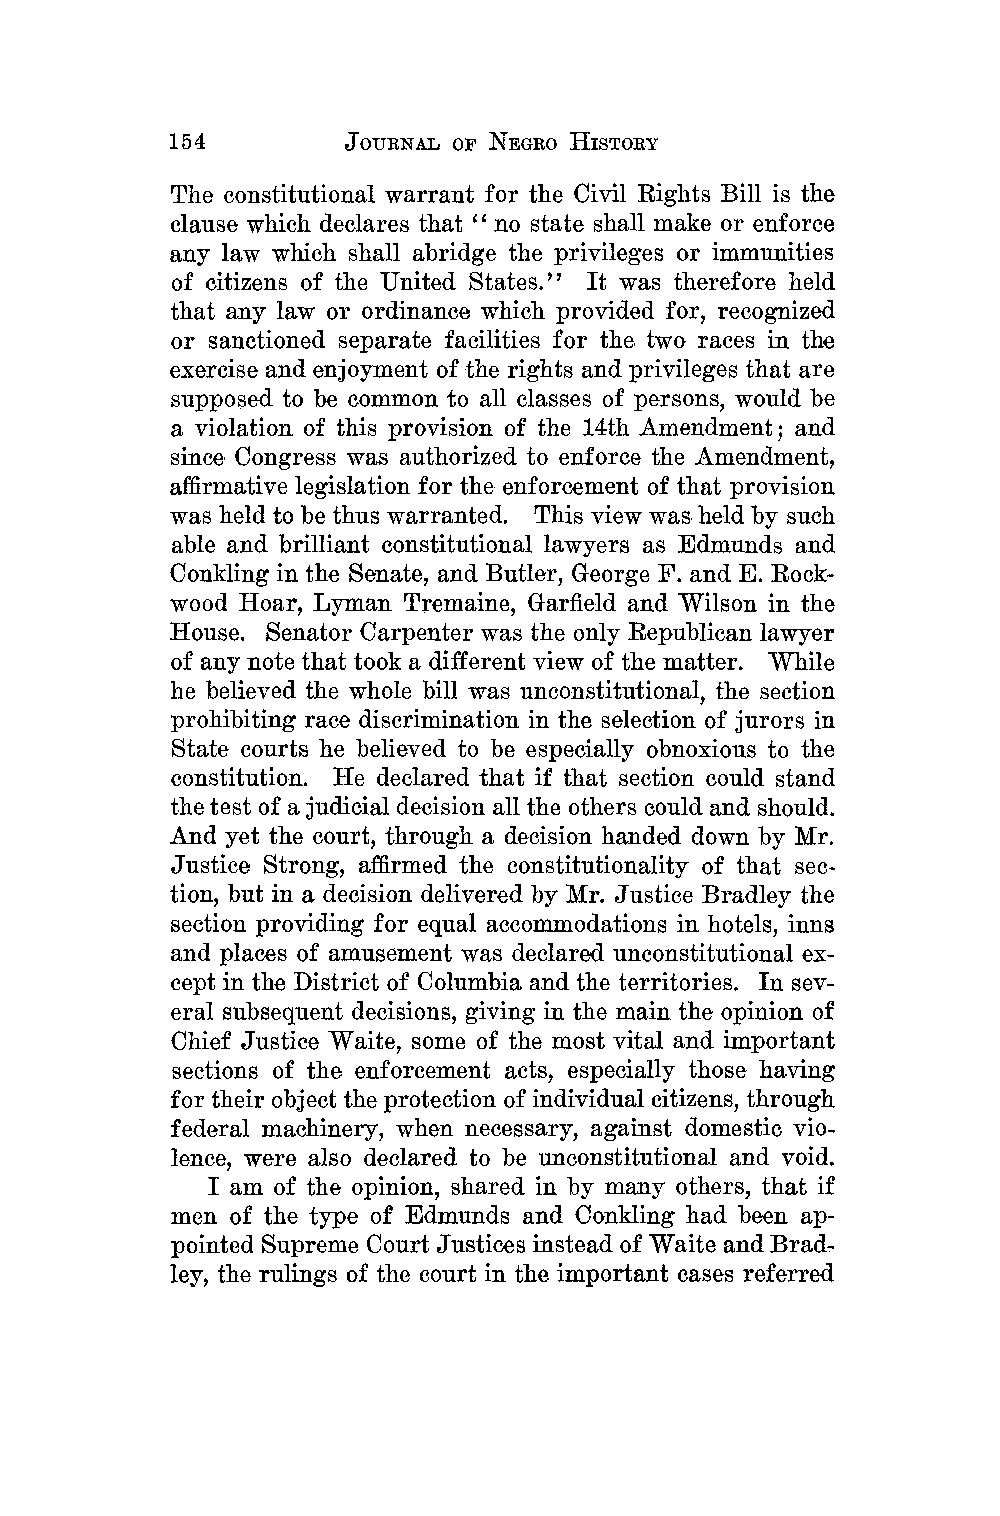 154 JOURNAL OF NEGRO HISTORY
The constitutional warrant for the Civil Rights Bill is the
clause which declares that “ no state shall make or enforce
any law which shall abridge the privileges or immunities
of citizens of the United States.” It was therefore held
that any law or ordinance which provided for, recognized
or sanctioned separate facilities for the two races in the
exercise and enjoyment of the rights and privileges that are
supposed to be common to all classes of persons, would be
a violation of this provision of the 14th Amendment; and
since Congress was authorized to enforce the Amendment,
affirmative legislation for the enforcement of that provision
was held to be thus warranted. This view was held by such
able and brilliant constitutional lawyers as Edmunds and
Conkling in the Senate, and Butler, George F. and E. Rock-
wood Hoar, Lyman Tremaine, Garfield and Wilson in the
House. Senator Carpenter was the only Republican lawyer
of any note that took a different view of the matter. While
he believed the whole bill was unconstitutional, the section
prohibiting race discrimination in the selection of jurors in
State courts he believed to be especially obnoxious to the
constitution. He declared that if that section could stand
the test of a judicial decision all the others could and should.
And yet the court, through a decision handed down by Mr.
Justice Strong, affirmed the constitutionality of that sec-
tion, but in a decision delivered by Mr. Justice Bradley the
section providing for equal accommodations in hotels, inns
and places of amusement was declared unconstitutional ex-
cept in the District of Columbia and the territories. In sev-
eral subsequent decisions, giving in the main the opinion of
Chief Justice Waite, some of the most vital and important
sections of the enforcement acts, especially those having
for their object the protection of individual citizens, through
federal machinery, when necessary, against domestic vio-
lence, were also declared to be unconstitutional and void.
I am of the opinion, shared in by many others, that if
men of the type of Edmunds and Conkling had been ap-
pointed Supreme Court Justices instead of Waite and Brad-
ley, the rulings of the court in the important cases referred